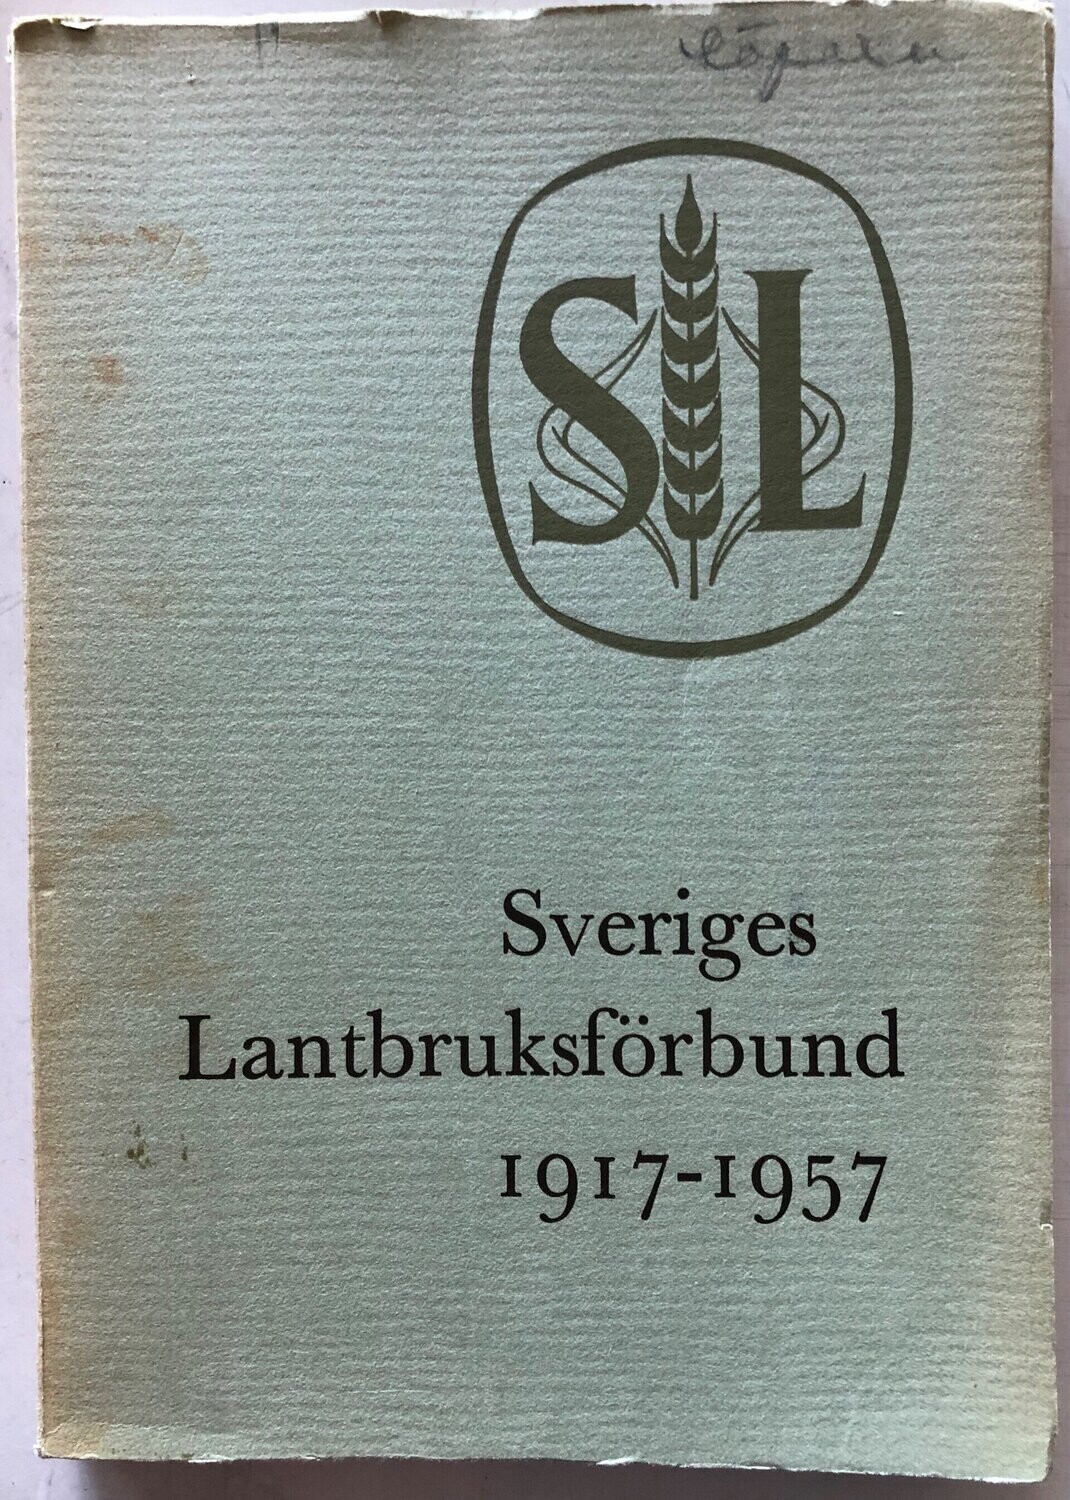 SL
Sveriges
Lantbruksförbund
1917-1957